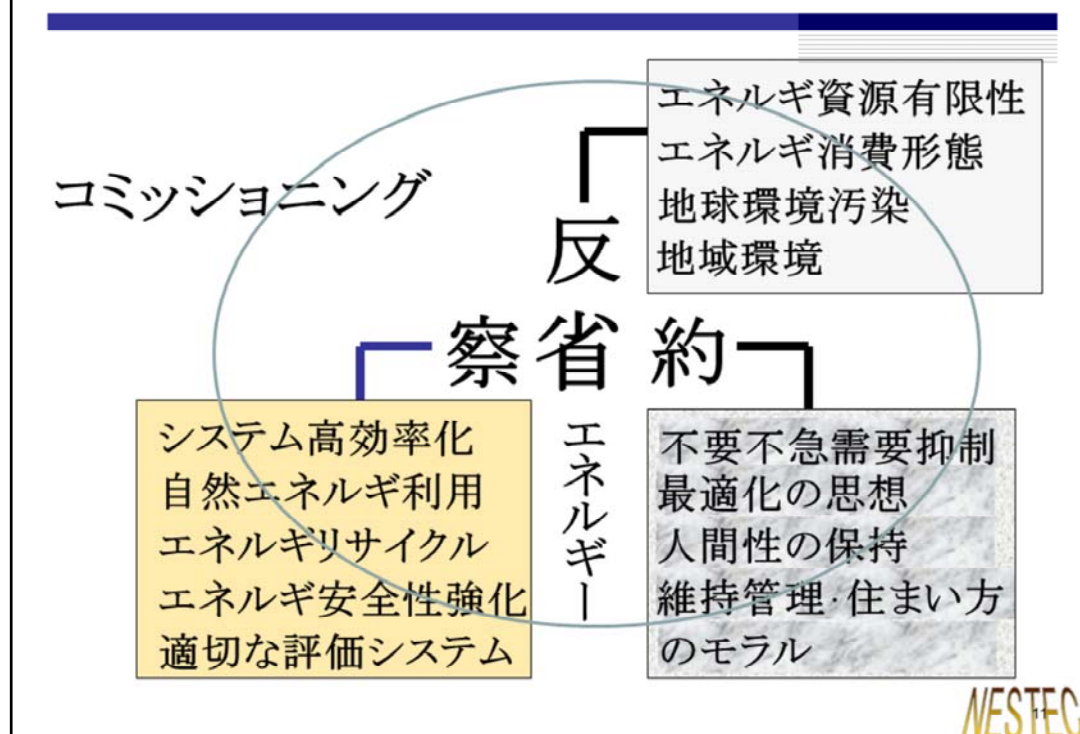 コミッショニング
エネルギ資源有限性
エネルギ消費形態
地球環境汚染
地域環境
反
察省約
エネルギー
システム高効率化
自然エネルギ利用
エネルギリサイクル
エネルギ安全性強化
適切な評価システム
不要不急需要抑制
最適化の思想
人間性の保持
維持管理·住まい方
のモラル
NESTEC
11